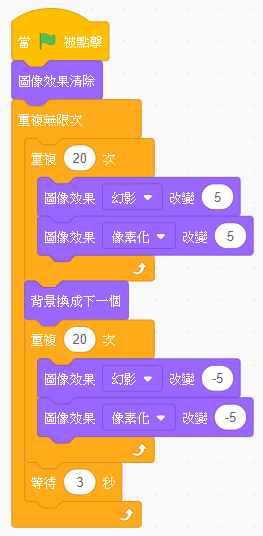 當 被點擊
圖像效果清除
重複無限次
重複 20 次
圖像效果 幻影 改變 5
圖像效果 像素化 改變 5
背景換成下一個
重複 20 次
圖像效果 幻影 改變 -5
圖像效果 像素化 改變 -5
等待 3 秒